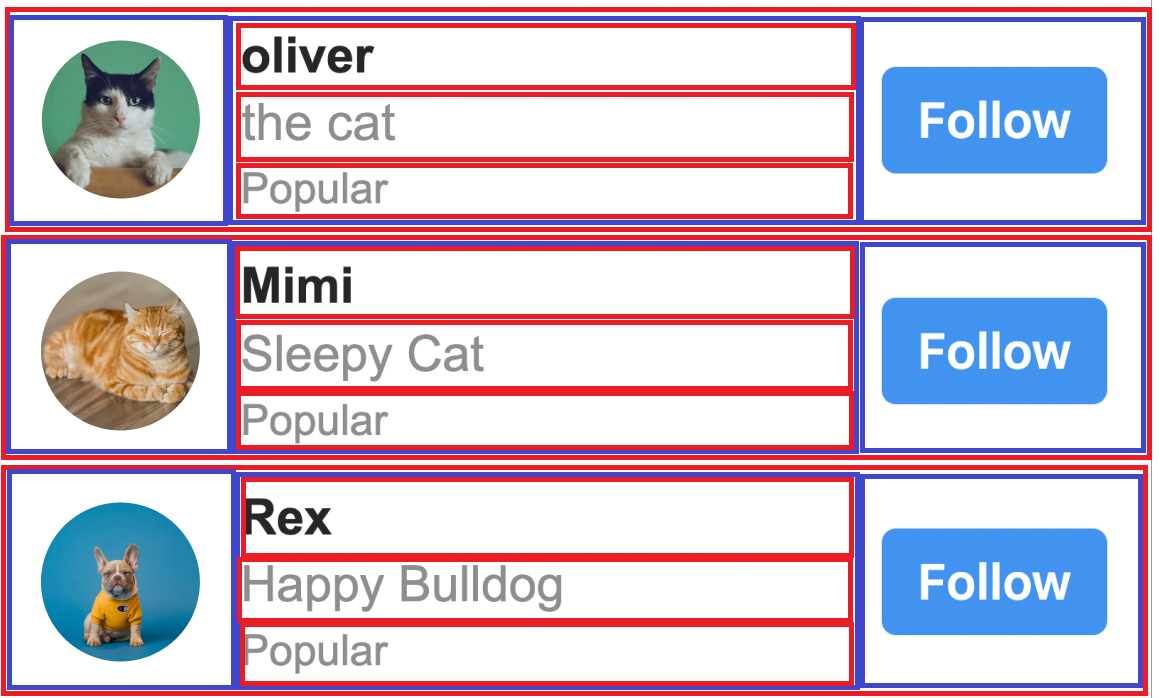 oliver
the cat
Popular
Follow
Mimi
Sleepy Cat
Popular
Follow
Rex
Happy Bulldog
Popular
Follow